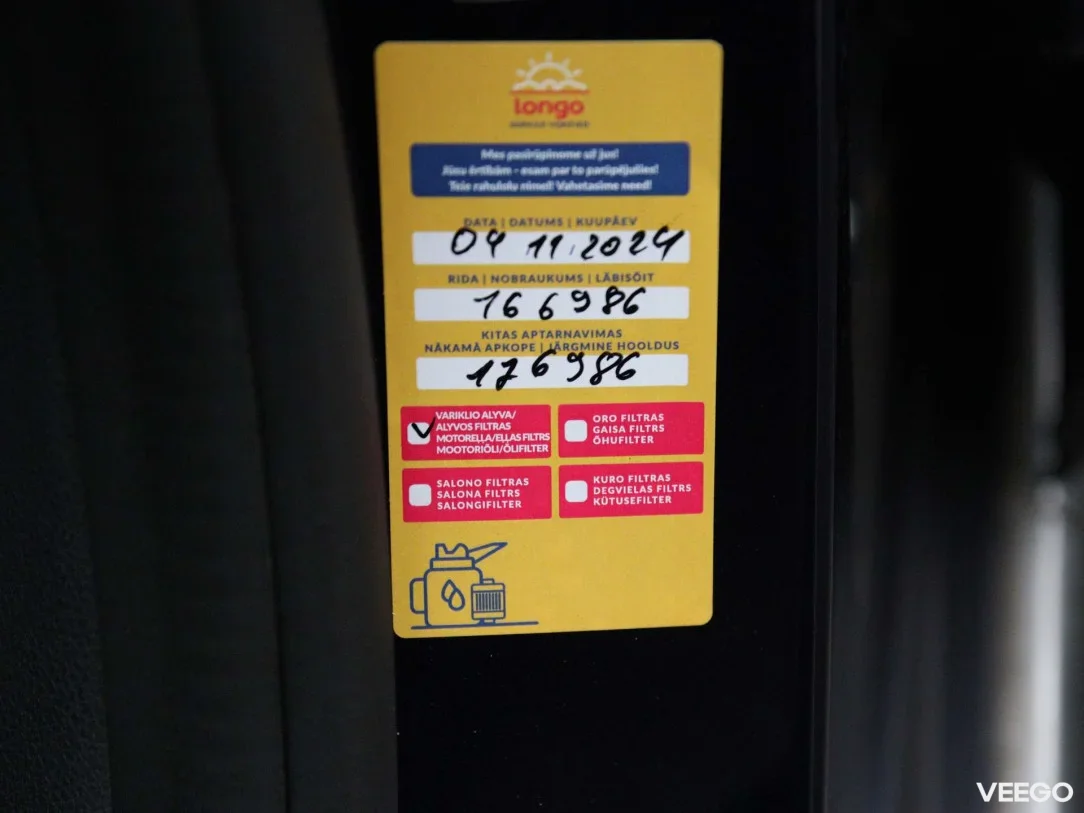 longo
Mes pasirūpinome už jus!
Jūsu ērtībām - esam par to parūpējušies!
Teie rahulolu nimel! Vahetasime need!
DATA | DATUMS | KUUPÄEV
04 11.2024
RIDA | NOBRAUKUMS | LÄBISÕIT
166986
KITAS APTARNAVIMAS
NĀKAMĀ APKOPE | JÄRGMINE HOOLDUS
176986
VARIKLIO ALYVA/
ALYVOS FILTRAS
MOTOREĻĻA/EĻĻAS FILTRS
MOOTORIÕLI/ÕLIFILTER
ORO FILTRAS
GAISA FILTRS
ÕHUFILTER
SALONO FILTRAS
SALONA FILTRS
SALONGIFILTER
KURO FILTRAS
DEGVIELAS FILTRS
KÜTUSEFILTER
VEEGO